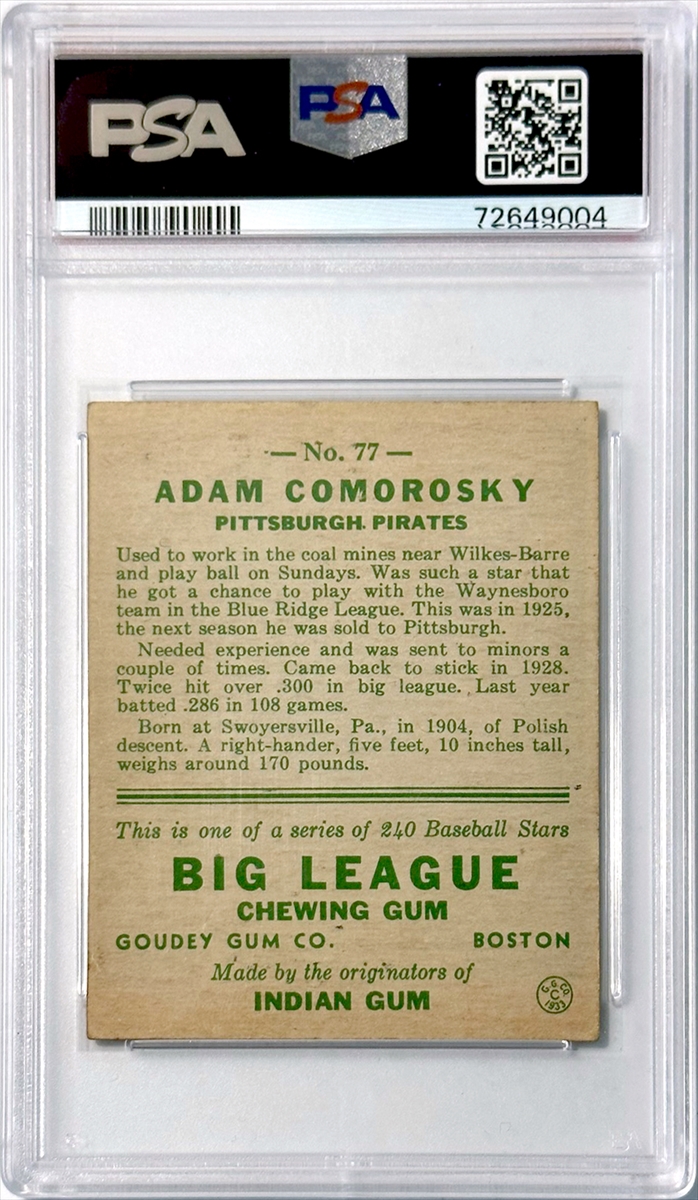 PSA
PSA
72649004
— No. 77 —
ADAM COMOROSKY
PITTSBURGH PIRATES
Used to work in the coal mines near Wilkes-Barre
and play ball on Sundays. Was such a star that
he got a chance to play with the Waynesboro
team in the Blue Ridge League. This was in 1925,
the next season he was sold to Pittsburgh.
Needed experience and was sent to minors a
couple of times. Came back to stick in 1928.
Twice hit over .300 in big league. Last year
batted .286 in 108 games.
Born at Swoyersville, Pa., in 1904, of Polish
descent. A right-hander, five feet, 10 inches tall,
weighs around 170 pounds.
This is one of a series of 240 Baseball Stars
BIG LEAGUE
CHEWING GUM
GOUDEY GUM CO. BOSTON
Made by the originators of
INDIAN GUM
G.G.CO.
C
1933